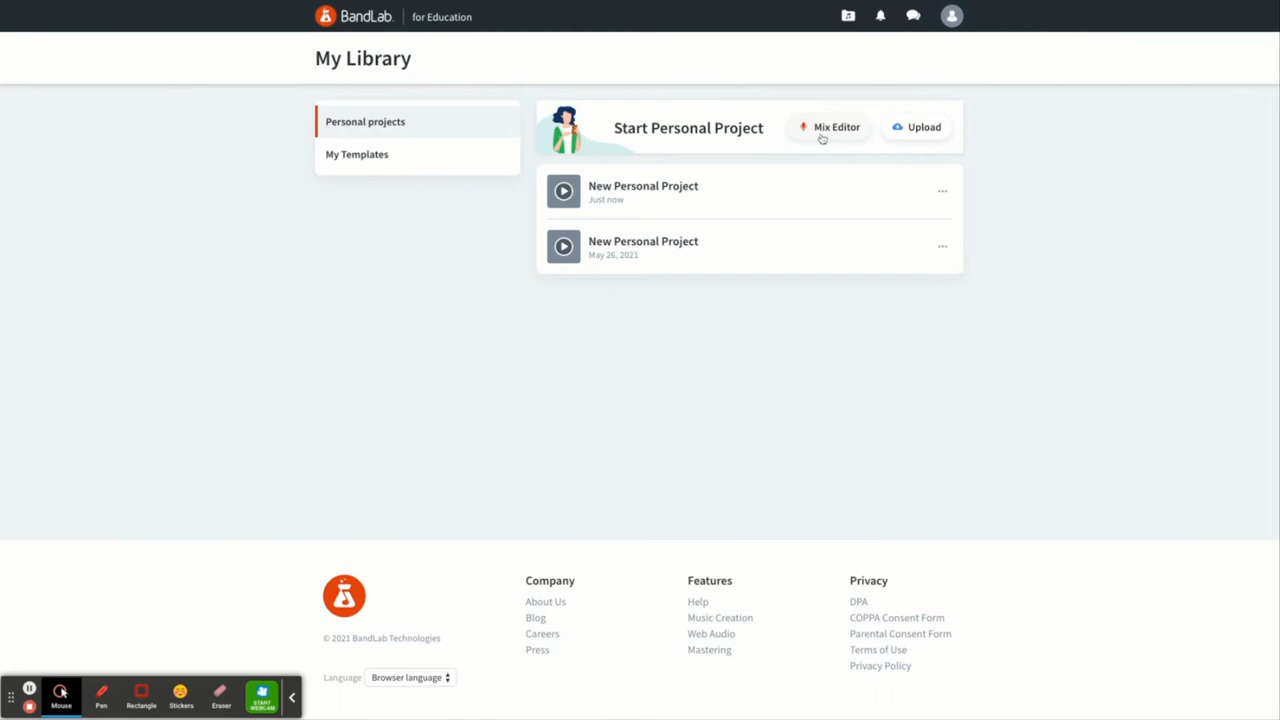 BandLab. for Education
My Library
Personal projects
My Templates
Start Personal Project
Mix Editor
Upload
New Personal Project
Just now
...
New Personal Project
May 26, 2021
...
Company
About Us
Blog
Careers
Press
Features
Help
Music Creation
Web Audio
Mastering
Privacy
DPA
COPPA Consent Form
Parental Consent Form
Terms of Use
Privacy Policy
© 2021 BandLab Technologies
Language Browser language
Mouse
Pen
Rectangle
Stickers
Eraser
START
WEBCAM